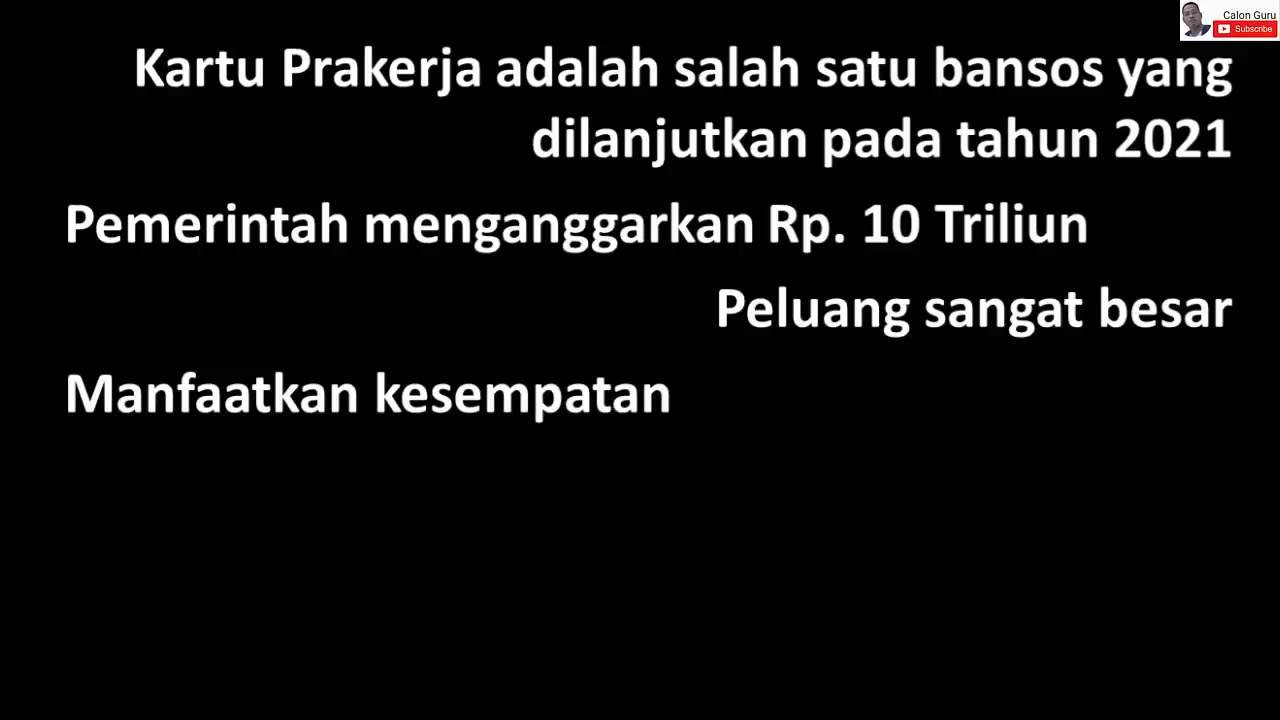 Calon Guru
Subscribe
Kartu Prakerja adalah salah satu bansos yang
dilanjutkan pada tahun 2021
Pemerintah menganggarkan Rp. 10 Triliun
Peluang sangat besar
Manfaatkan kesempatan